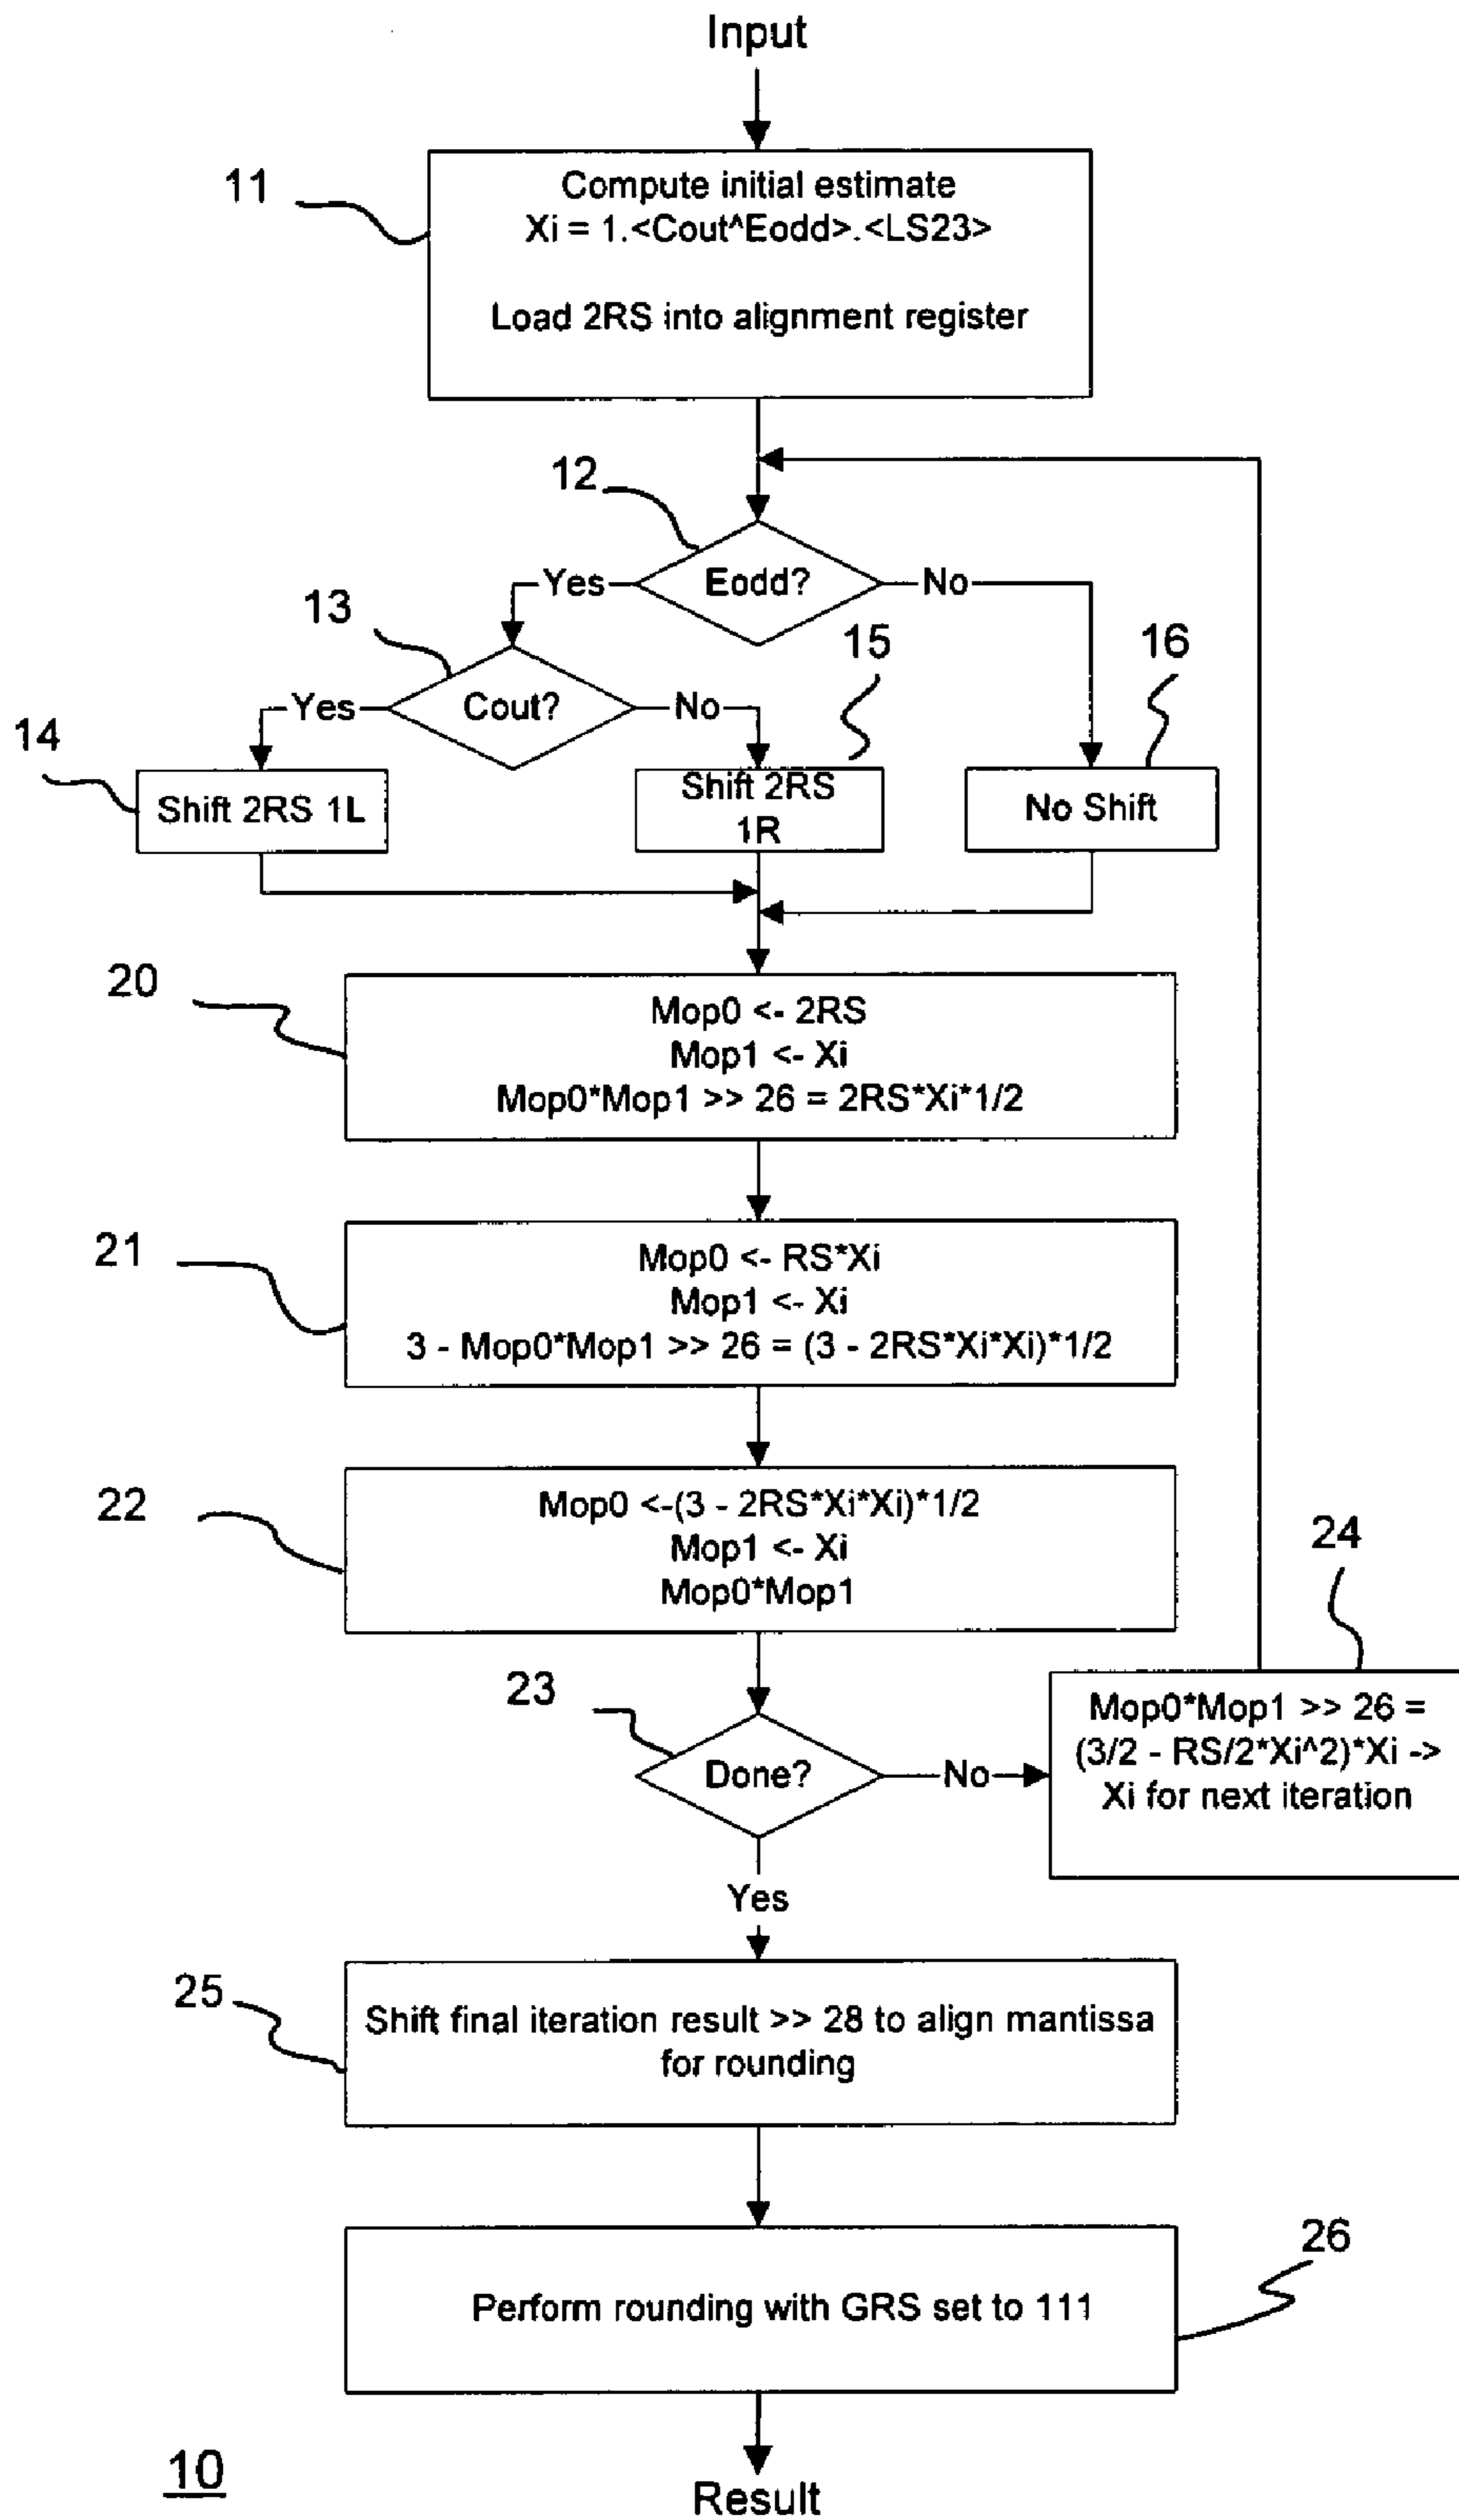 Input
11
Compute initial estimate
Xi = 1.<Cout^Eodd>.<LS23>
Load 2RS into alignment register
12
Eodd?
Yes
No
13
Cout?
Yes
No
15
16
14
Shift 2RS 1L
Shift 2RS
1R
No Shift
20
Mop0 <- 2RS
Mop1 <- Xi
Mop0*Mop1 >> 26 = 2RS*Xi*1/2
21
Mop0 <- RS*Xi
Mop1 <- Xi
3 - Mop0*Mop1 >> 26 = (3 - 2RS*Xi*Xi)*1/2
22
Mop0 <-(3 - 2RS*Xi*Xi)*1/2
Mop1 <- Xi
Mop0*Mop1
24
23
Done?
No
Mop0*Mop1 >> 26 =
(3/2 - RS/2*Xi^2)*Xi ->
Xi for next iteration
Yes
25
Shift final iteration result >> 28 to align mantissa
for rounding
26
Perform rounding with GRS set to 111
10
Result